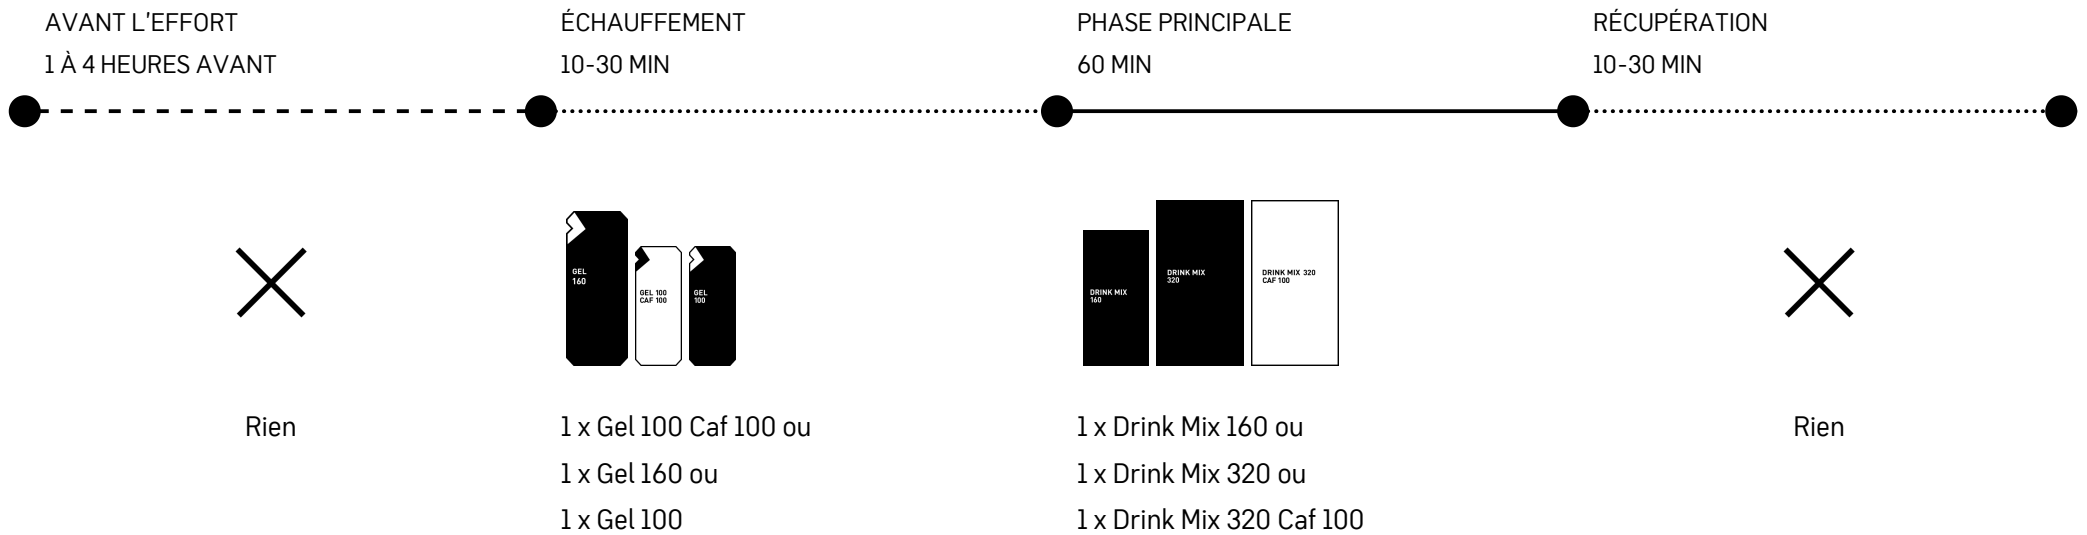 AVANT L'EFFORT
1 À 4 HEURES AVANT
ÉCHAUFFEMENT
10-30 MIN
PHASE PRINCIPALE
60 MIN
RÉCUPÉRATION
10-30 MIN
GEL
160
GEL 100
CAF 100
GEL
100
DRINK MIX
160
DRINK MIX
320
DRINK MIX 320
CAF 100
Rien
1 x Gel 100 Caf 100 ou
1 x Gel 160 ou
1 x Gel 100
1 x Drink Mix 160 ou
1 x Drink Mix 320 ou
1 x Drink Mix 320 Caf 100
Rien